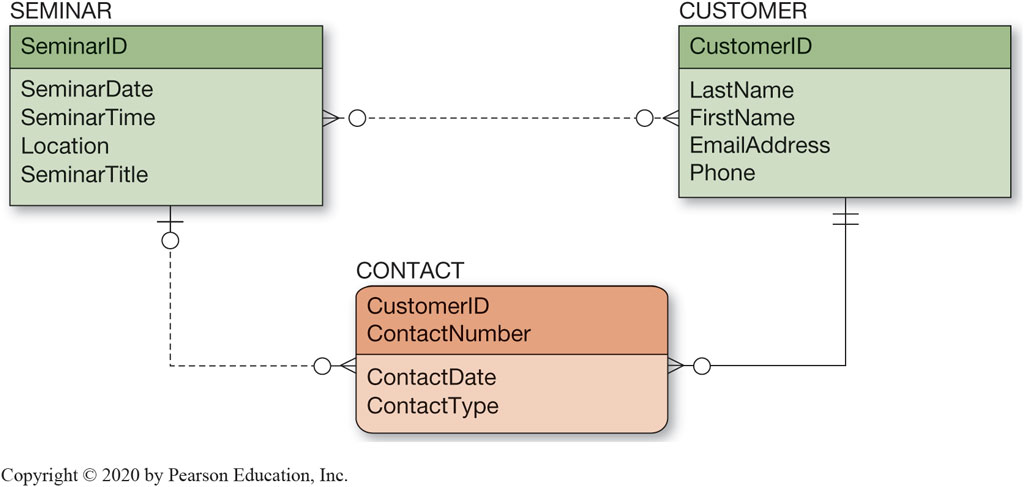 SEMINAR
SeminarID
SeminarDate
SeminarTime
Location
SeminarTitle
CUSTOMER
CustomerID
LastName
FirstName
EmailAddress
Phone
CONTACT
CustomerID
ContactNumber
ContactDate
ContactType
Copyright © 2020 by Pearson Education, Inc.